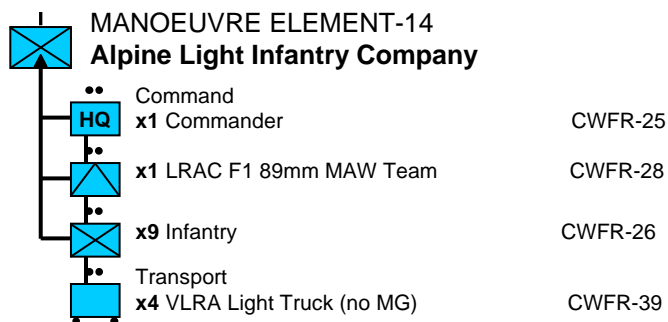 MANOEUVRE ELEMENT-14
Alpine Light Infantry Company
Command
HQ x1 Commander CWFR-25
x1 LRAC F1 89mm MAW Team CWFR-28
x9 Infantry CWFR-26
Transport
x4 VLRA Light Truck (no MG) CWFR-39